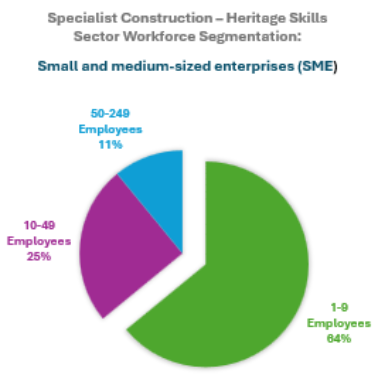 Specialist Construction – Heritage Skills
Sector Workforce Segmentation:
Small and medium-sized enterprises (SME)
50-249
Employees
11%
10-49
Employees
25%
1-9
Employees
64%